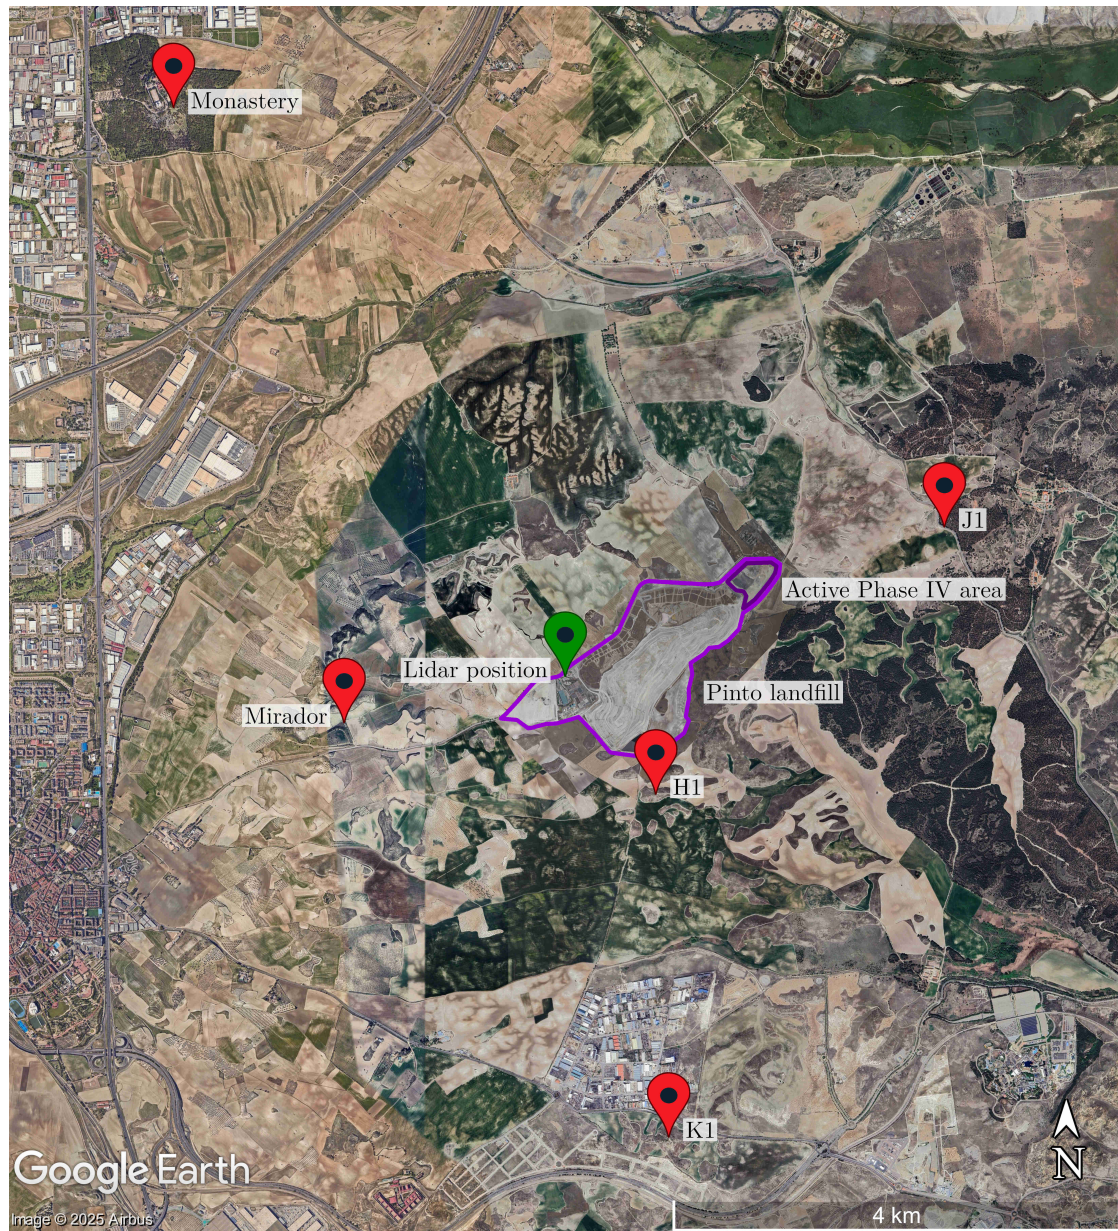 Monastery
J1
Active Phase IV area
Lidar position
Pinto landfill
Mirador
H1
K1
N
Google Earth
Image © 2025 Airbus
4 km